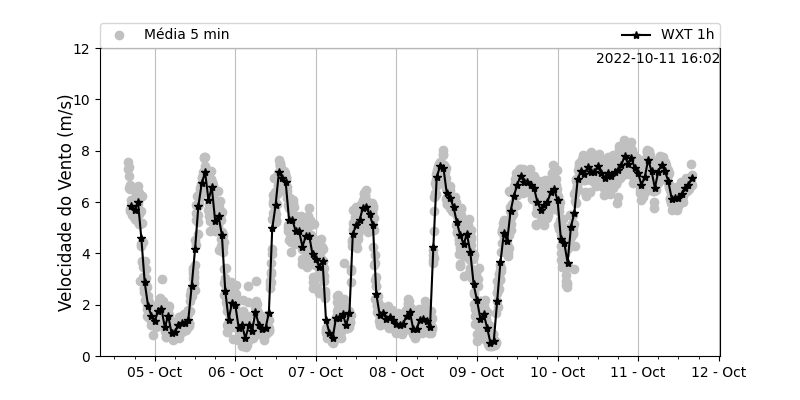 Média 5 min
WXT 1h
2022-10-11 16:02
Velocidade do Vento (m/s)
12
10
8
6
4
2
0
05 - Oct
06 - Oct
07 - Oct
08 - Oct
09 - Oct
10 - Oct
11 - Oct
12 - Oct